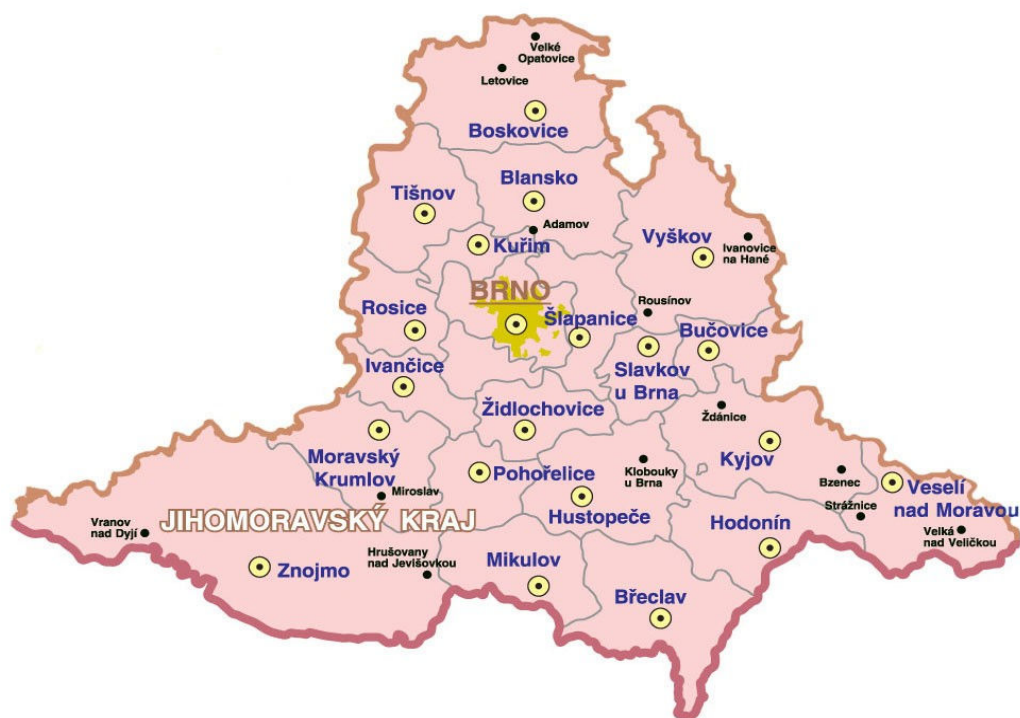 Velké
Opatovice
Letovice
Boskovice
Blansko
Tišnov
Adamov
Kuřim
Vyškov
Ivanovice
na Hané
BRNO
Rosice
Šlapanice
Rousínov
Bučovice
Ivančice
Slavkov
u Brna
Židlochovice
Ždánice
Moravský
Krumlov
Miroslav
Pohořelice
Klobouky
u Brna
Kyjov
Bzenec
Veselí
nad Moravou
Strážnice
Hustopeče
Hodonín
Velká
nad Veličkou
Vranov
nad Dyjí
JIHOMORAVSKÝ KRAJ
Znojmo
Hrušovany
nad Jevišovkou
Mikulov
Břeclav